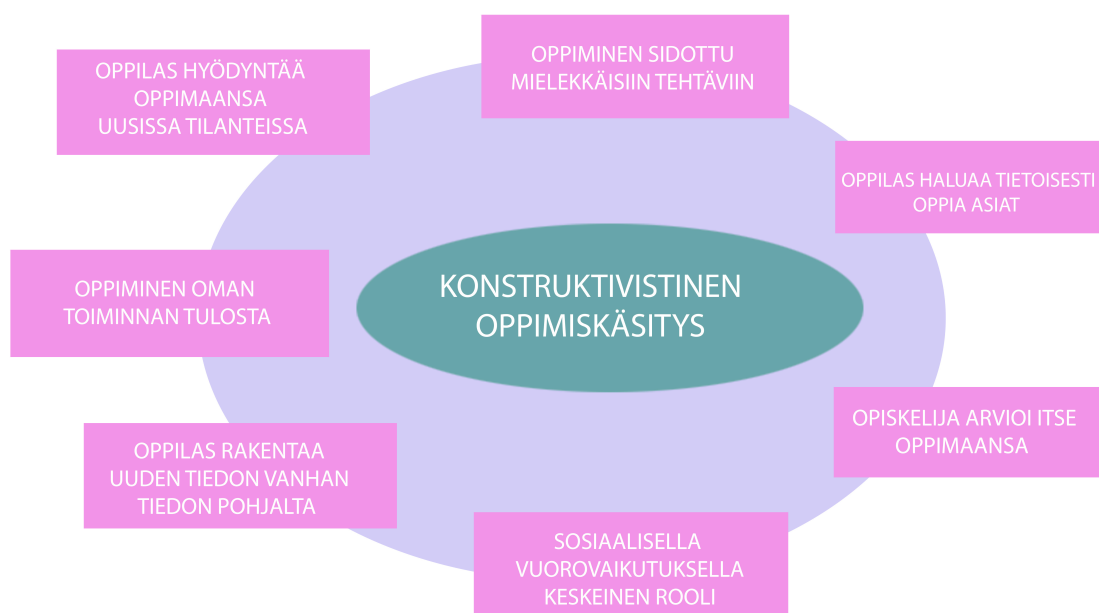 OPPIMINEN SIDOTTU
MIELEKKÄISIIN TEHTÄVIIN
OPPILAS HYÖDYNTÄÄ
OPPIMAANSA
UUSISSA TILANTEISSA
OPPILAS HALUAA TIETOISESTI
OPPIA ASIAT
KONSTRUKTIVISTINEN
OPPIMISKÄSITYS
OPPIMINEN OMAN
TOIMINNAN TULOSTA
OPISKELIJA ARVIOI ITSE
OPPIMAANSA
OPPILAS RAKENTAA
UUDEN TIEDON VANHAN
TIEDON POHJALTA
SOSIAALISELLA
VUOROVAIKUTUKSELLA
KESKEINEN ROOLI